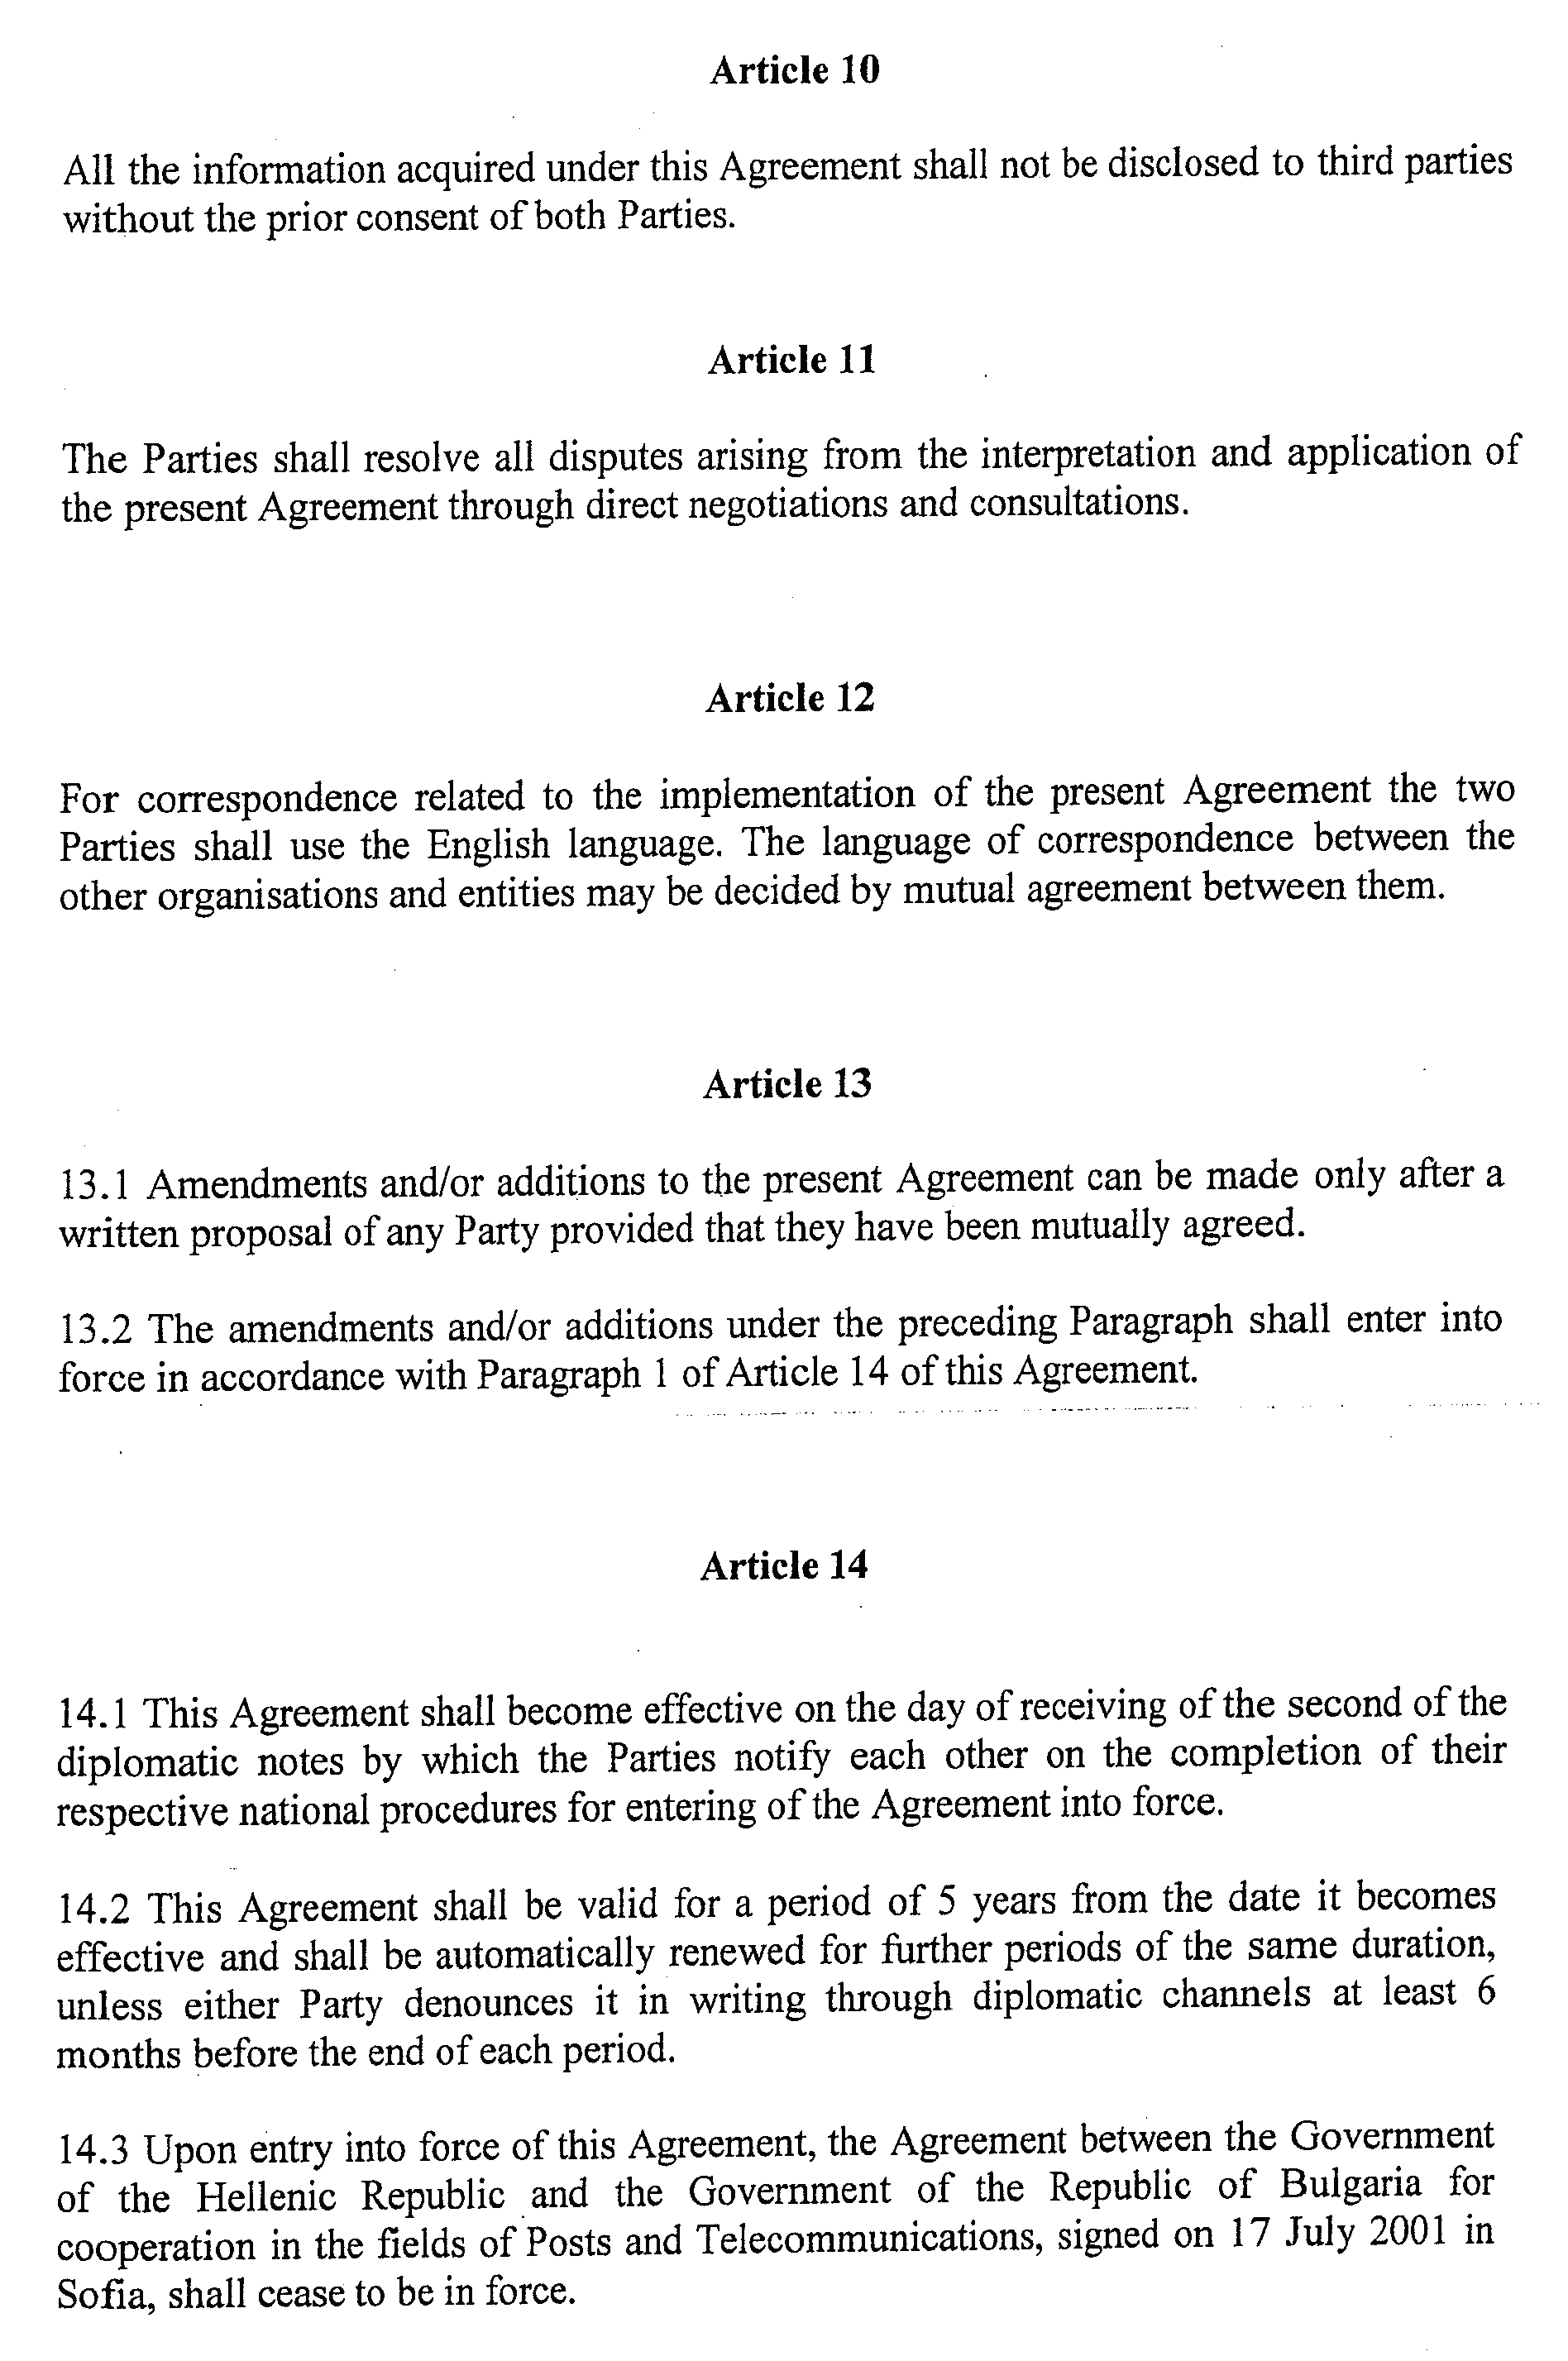 Article 10
All the information acquired under this Agreement shall not be disclosed to third parties
without the prior consent of both Parties.
Article 11
The Parties shall resolve all disputes arising from the interpretation and application of
the present Agreement through direct negotiations and consultations.
Article 12
For correspondence related to the implementation of the present Agreement the two
Parties shall use the English language. The language of correspondence between the
other organisations and entities may be decided by mutual agreement between them.
Article 13
13.1 Amendments and/or additions to the present Agreement can be made only after a
written proposal of any Party provided that they have been mutually agreed.
13.2 The amendments and/or additions under the preceding Paragraph shall enter into
force in accordance with Paragraph 1 of Article 14 of this Agreement.
Article 14
14.1 This Agreement shall become effective on the day of receiving of the second of the
diplomatic notes by which the Parties notify each other on the completion of their
respective national procedures for entering of the Agreement into force.
14.2 This Agreement shall be valid for a period of 5 years from the date it becomes
effective and shall be automatically renewed for further periods of the same duration,
unless either Party denounces it in writing through diplomatic channels at least 6
months before the end of each period.
14.3 Upon entry into force of this Agreement, the Agreement between the Government
of the Hellenic Republic and the Government of the Republic of Bulgaria for
cooperation in the fields of Posts and Telecommunications, signed on 17 July 2001 in
Sofia, shall cease to be in force.